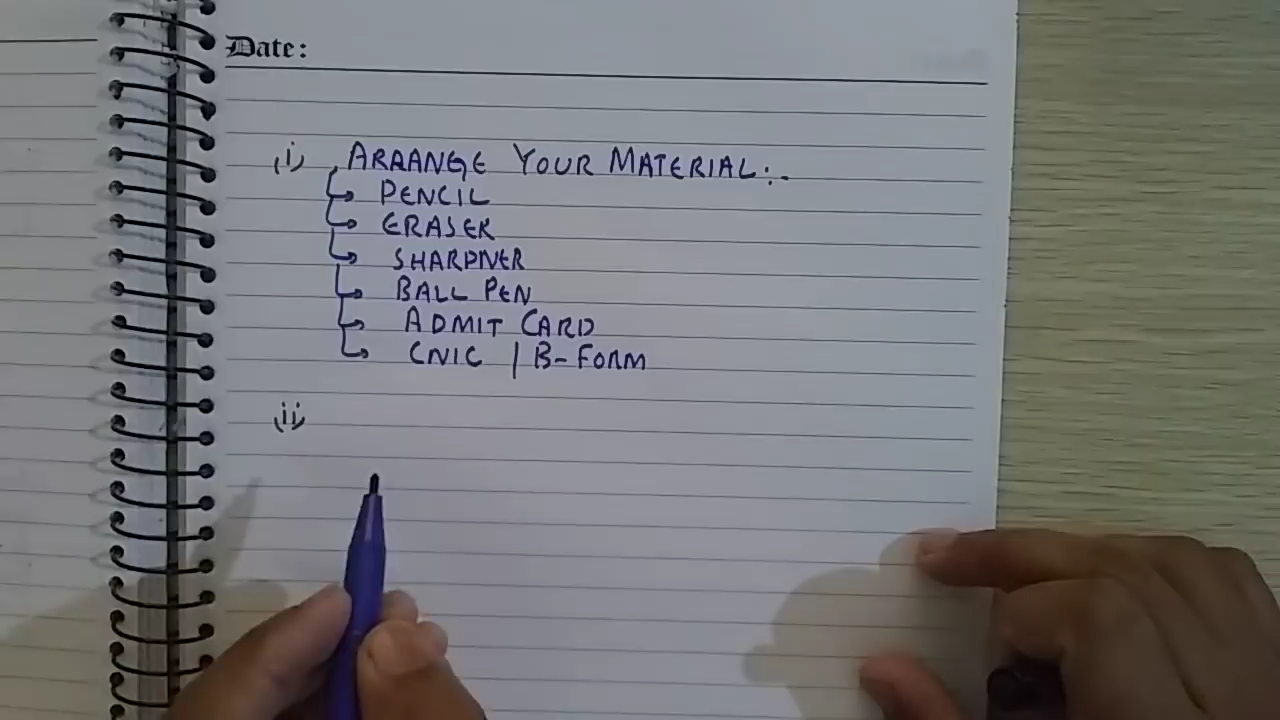 Date:
(i) ARRANGE YOUR MATERIAL:-
PENCIL
ERASER
SHARPNER
BALL PEN
ADMIT CARD
CNIC | B-FORM
(ii)